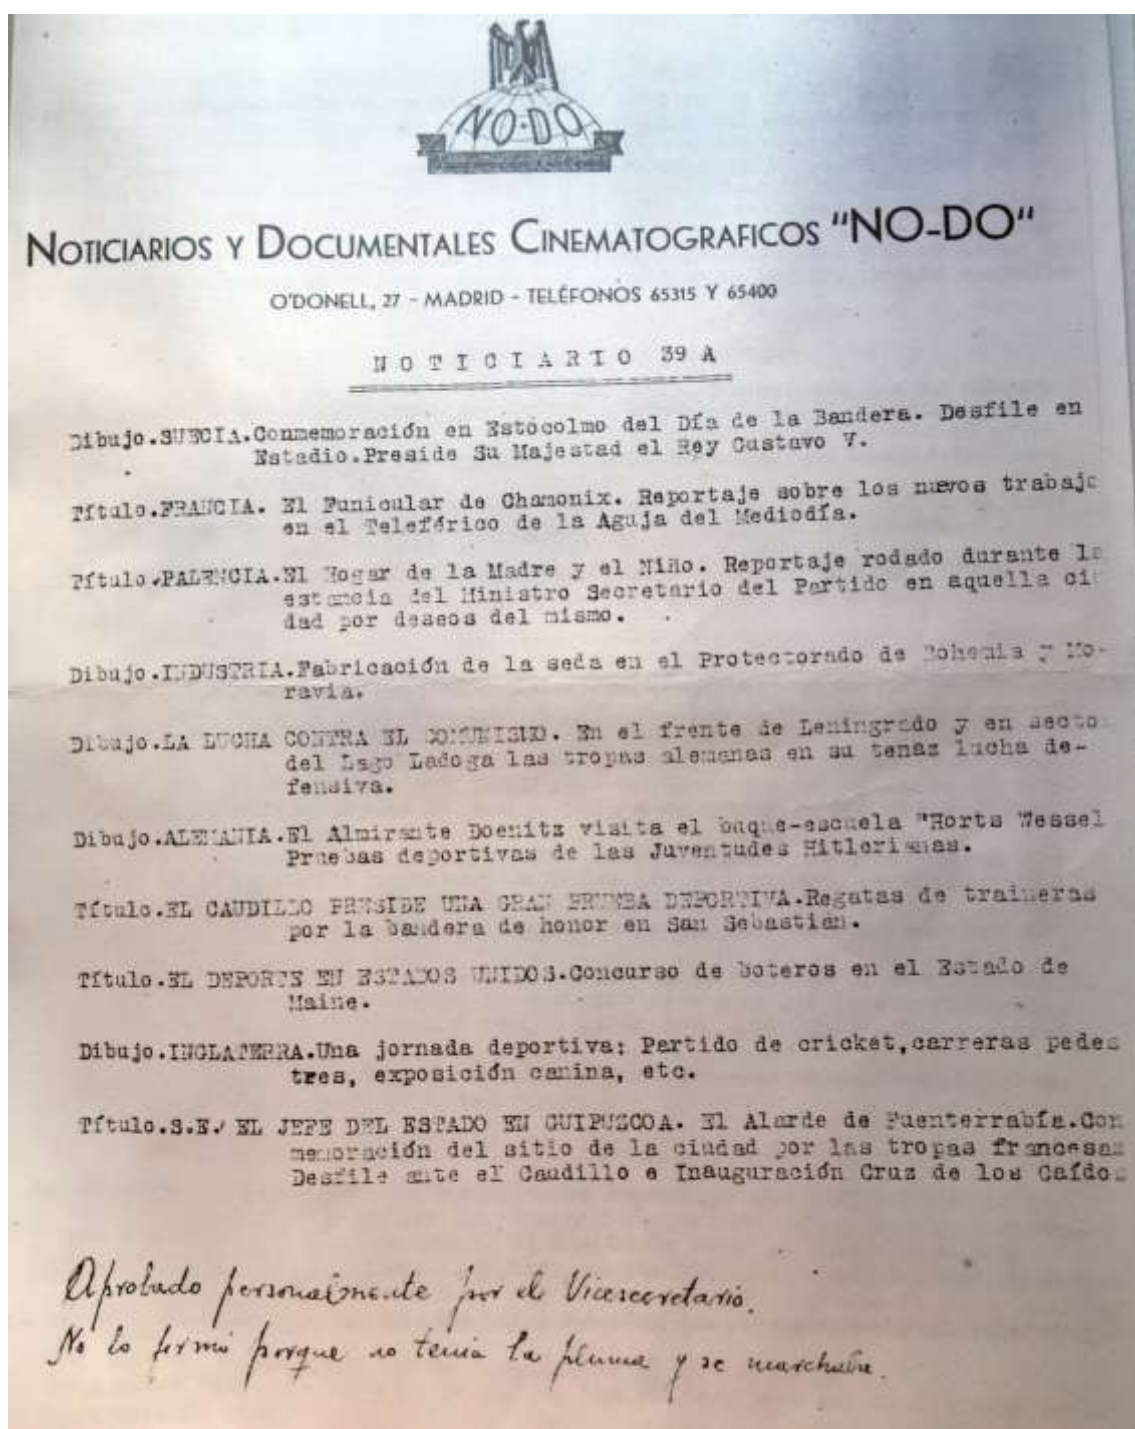 NO-DO
NOTICIARIOS Y DOCUMENTALES CINEMATOGRAFICOS "NO-DO"
O'DONELL, 27 - MADRID - TELÉFONOS 65315 Y 65400
NOTICIARIO 39 A
Dibujo.SUECIA.Conmemoración en Estocolmo del Día de la Bandera. Desfile en
Estadio.Preside Su Majestad el Rey Gustavo V.
Título.FRANCIA. El Funicular de Chamonix. Reportaje sobre los nuevos trabajo
en el Teleférico de la Aguja del Mediodía.
Título.PALENCIA.El Hogar de la Madre y el Niño. Reportaje rodado durante la
estancia del Ministro Secretario del Partido en aquella ciu
dad por deseos del mismo.
Dibujo.INDUSTRIA.Fabricación de la seda en el Protectorado de Bohemia y Mo-
ravia.
Dibujo.LA LUCHA CONTRA EL COMUNISMO. En el frente de Leningrado y en secto
del Lago Ladoga las tropas alemanas en su tenaz lucha de-
fensiva.
Dibujo.ALEMANIA.El Almirante Doenitz visita el buque-escuela "Horts Wessel
Pruebas deportivas de las Juventudes Hitlerianas.
Título.EL CAUDILLO PRESIDE UNA GRAN PRUEBA DEPORTIVA.Regatas de traineras
por la bandera de honor en San Sebastian.
Título.EL DEPORTE EN ESTADOS UNIDOS.Concurso de boteros en el Estado de
Maine.
Dibujo.INGLATERRA.Una jornada deportiva: Partido de cricket,carreras pedes
tres, exposición canina, etc.
Título.S.E. EL JEFE DEL ESTADO EN GUIPUZCOA. El Alarde de Fuenterrabía.Con
memoración del sitio de la ciudad por las tropas francesas
Desfile ante el Caudillo e Inauguración Cruz de los Caídos
Aprobado personalmente por el Vicesecretario.
No lo firmó porque no tenia la pluma y se marchaba.